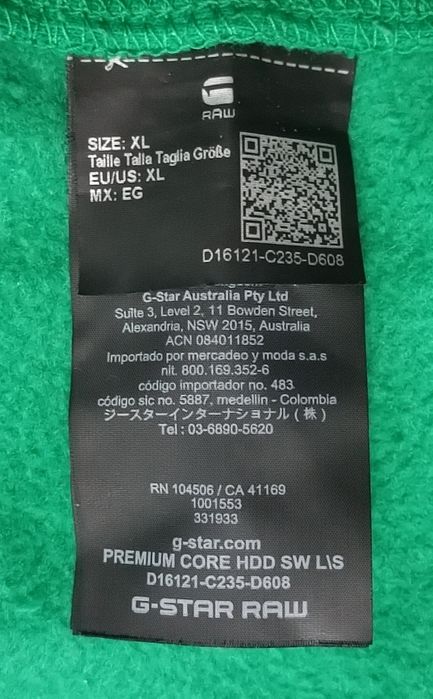 G
RAW
SIZE: XL
Taille Talla Taglia Größe
EU/US: XL
MX: EG
D16121-C235-D608
G-Star Australia Pty Ltd
Suite 3, Level 2, 11 Bowden Street,
Alexandria, NSW 2015, Australia
ACN 084011852
Importado por mercadeo y moda s.a.s
nit. 800.169.352-6
código importador no. 483
código sic no. 5887, medellin - Colombia
ジースターインターナショナル（株）
Tel : 03-6890-5620
RN 104506 / CA 41169
1001553
331933
g-star.com
PREMIUM CORE HDD SW L\S
D16121-C235-D608
G-STAR RAW